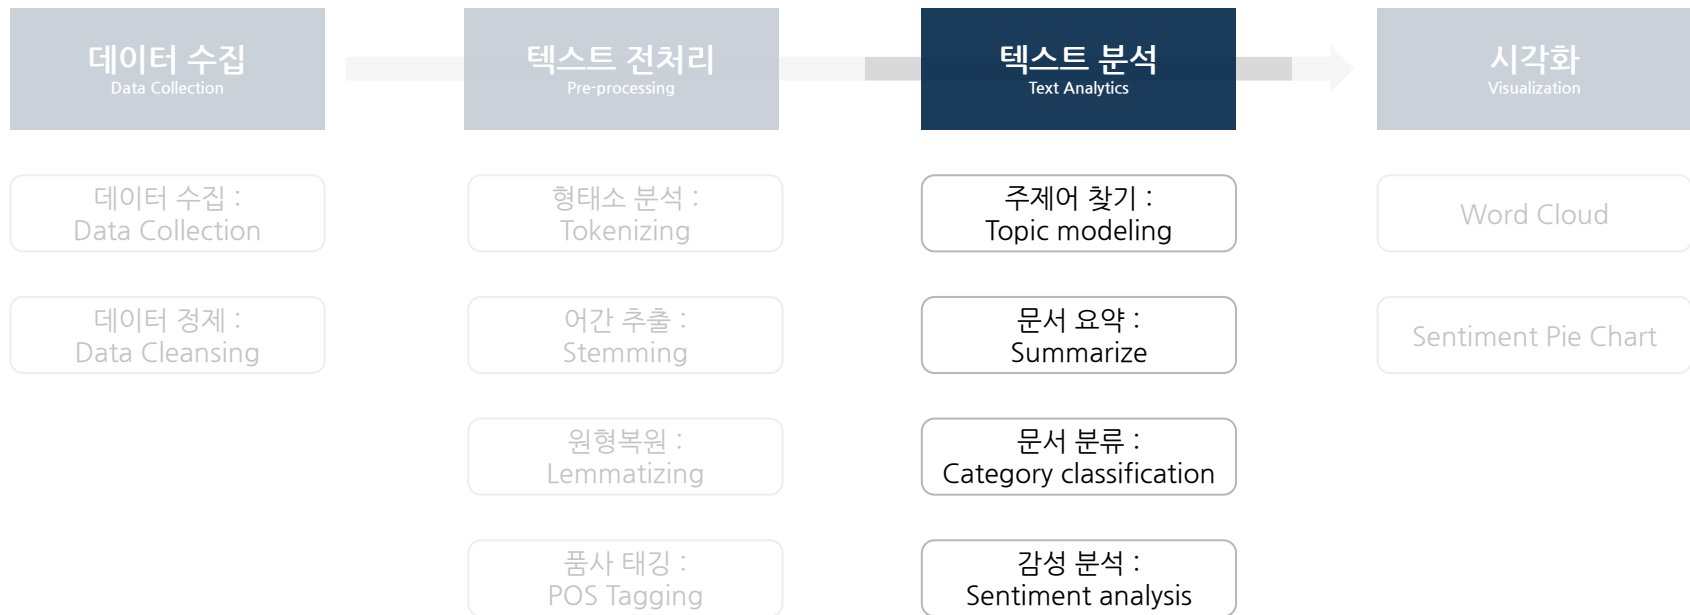 데이터 수집
Data Collection
텍스트 전처리
Pre-processing
텍스트 분석
Text Analytics
시각화
Visualization
데이터 수집 :
Data Collection
데이터 정제 :
Data Cleansing
형태소 분석 :
Tokenizing
어간 추출 :
Stemming
원형복원 :
Lemmatizing
품사 태깅 :
POS Tagging
주제어 찾기 :
Topic modeling
문서 요약 :
Summarize
문서 분류 :
Category classification
감성 분석 :
Sentiment analysis
Word Cloud
Sentiment Pie Chart